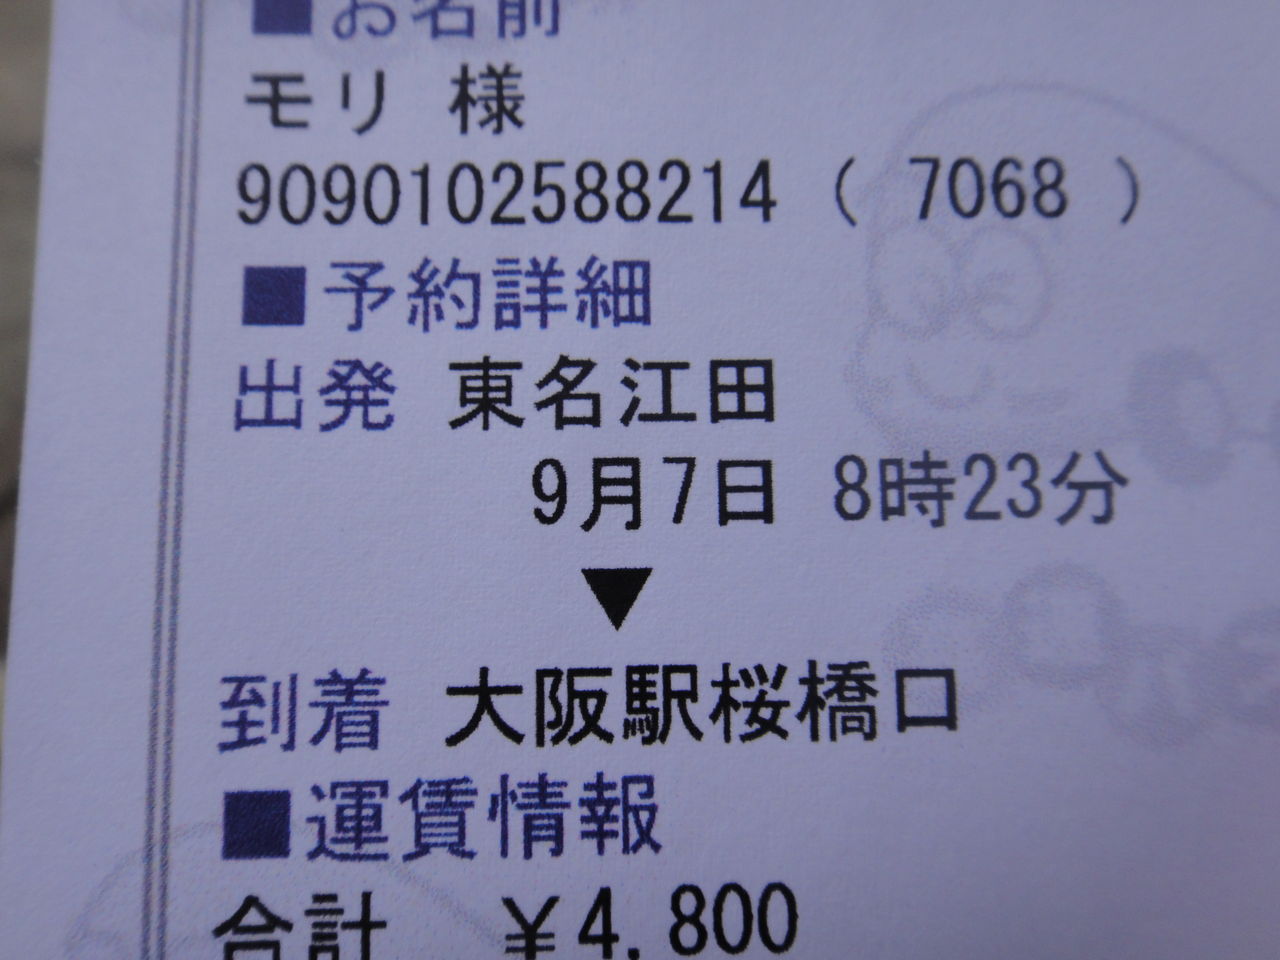 ■お名前
モリ 様
9090102588214 ( 7068 )
■予約詳細
出発 東名江田
9月7日 8時23分
▼
到着 大阪駅桜橋口
■運賃情報
合計 ¥4,800